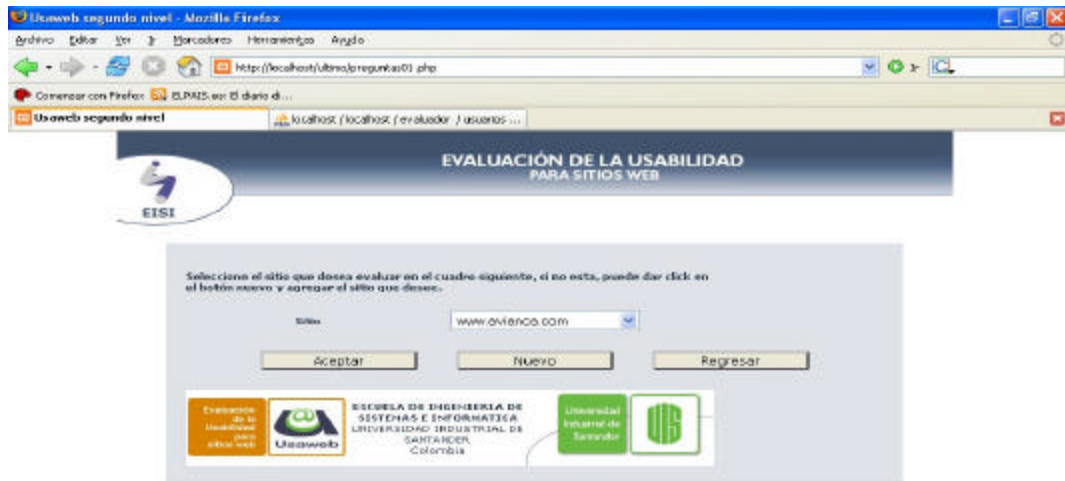 Usaweb segundo nivel - Mozilla Firefox
Archivo Editar Ver Ir Marcadores Herramientas Ayuda
http://localhost/ultimo/preguntas01.php
Comenzar con Firefox ELPAIS.es: El diario d...
Usaweb segundo nivel
localhost / localhost / evaluador / usuarios ...
EVALUACIÓN DE LA USABILIDAD
PARA SITIOS WEB
EISI
Seleccione el sitio que desea evaluar en el cuadro siguiente, si no esta, puede dar click en
el botón nuevo y agregar el sitio que desee.
Sitios
www.avianca.com
Aceptar
Nuevo
Regresar
Evaluación
de la
Usabilidad
para
sitios web
Usaweb
ESCUELA DE INGENIERIA DE
SISTEMAS E INFORMATICA
UNIVERSIDAD INDUSTRIAL DE
SANTANDER
Colombia
Universidad
Industrial de
Santander
UIS